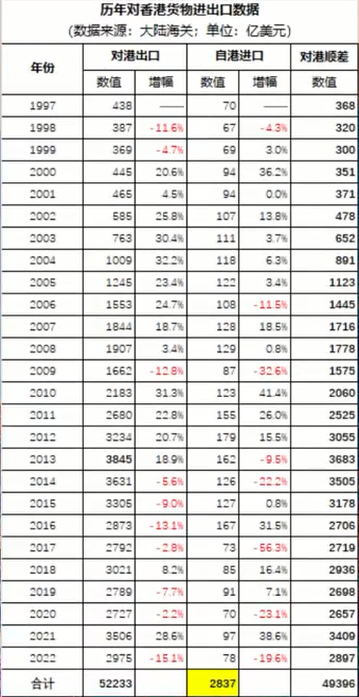 历年对香港货物进出口数据
(数据来源：大陆海关；单位：亿美元)
年份 对港出口 自港进口 对港顺差
数值 增幅 数值 增幅 数值
1997 438 —— 70 —— 368
1998 387 -11.6% 67 -4.3% 320
1999 369 -4.7% 69 3.0% 300
2000 445 20.6% 94 36.2% 351
2001 465 4.5% 94 0.0% 371
2002 585 25.8% 107 13.8% 478
2003 763 30.4% 111 3.7% 652
2004 1009 32.2% 118 6.3% 891
2005 1245 23.4% 122 3.4% 1123
2006 1553 24.7% 108 -11.5% 1445
2007 1844 18.7% 128 18.5% 1716
2008 1907 3.4% 129 0.8% 1778
2009 1662 -12.8% 87 -32.6% 1575
2010 2183 31.3% 123 41.4% 2060
2011 2680 22.8% 155 26.0% 2525
2012 3234 20.7% 179 15.5% 3055
2013 3845 18.9% 162 -9.5% 3683
2014 3631 -5.6% 126 -22.2% 3505
2015 3305 -9.0% 127 0.8% 3178
2016 2873 -13.1% 167 31.5% 2706
2017 2792 -2.8% 73 -56.3% 2719
2018 3021 8.2% 85 16.4% 2936
2019 2789 -7.7% 91 7.1% 2698
2020 2727 -2.2% 70 -23.1% 2657
2021 3506 28.6% 97 38.6% 3409
2022 2975 -15.1% 78 -19.6% 2897
合计 52233 2837 49396